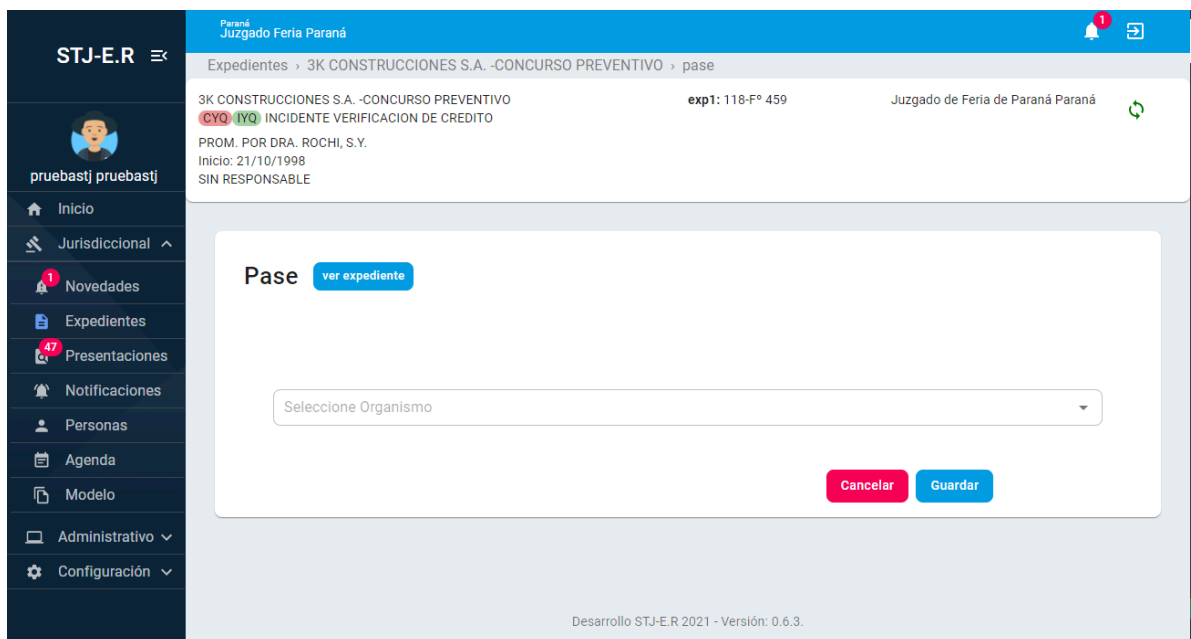 STJ-E.R
Paraná
Juzgado Feria Paraná
1
Expedientes › 3K CONSTRUCCIONES S.A. -CONCURSO PREVENTIVO › pase
3K CONSTRUCCIONES S.A. -CONCURSO PREVENTIVO
exp1: 118-Fº 459
Juzgado de Feria de Paraná Paraná
CYQ IYQ INCIDENTE VERIFICACION DE CREDITO
PROM. POR DRA. ROCHI, S.Y.
Inicio: 21/10/1998
SIN RESPONSABLE
pruebastj pruebastj
Inicio
Jurisdiccional
1
Novedades
Expedientes
47
Presentaciones
Notificaciones
Personas
Agenda
Modelo
Administrativo
Configuración
Pase
ver expediente
Seleccione Organismo
Cancelar
Guardar
Desarrollo STJ-E.R 2021 - Versión: 0.6.3.